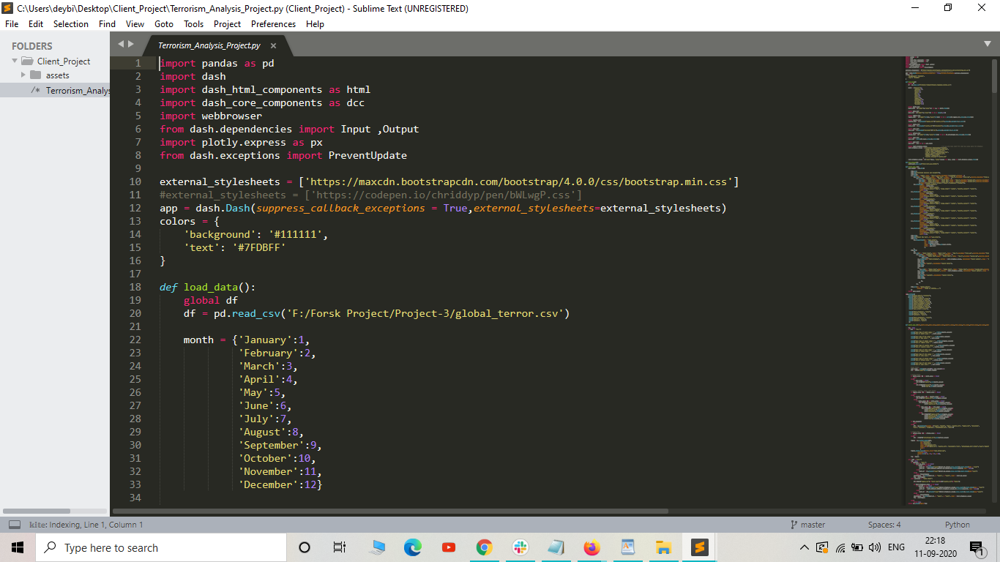 C:\Users\deybi\Desktop\Client_Project\Terrorism_Analysis_Project.py (Client_Project) - Sublime Text (UNREGISTERED)
File Edit Selection Find View Goto Tools Project Preferences Help
FOLDERS
Client_Project
assets
/* Terrorism_Analys
Terrorism_Analysis_Project.py
1 import pandas as pd
2 import dash
3 import dash_html_components as html
4 import dash_core_components as dcc
5 import webbrowser
6 from dash.dependencies import Input ,Output
7 import plotly.express as px
8 from dash.exceptions import PreventUpdate
9
10 external_stylesheets = ['https://maxcdn.bootstrapcdn.com/bootstrap/4.0.0/css/bootstrap.min.css']
11 #external_stylesheets = ['https://codepen.io/chriddyp/pen/bWLwgP.css']
12 app = dash.Dash(suppress_callback_exceptions = True,external_stylesheets=external_stylesheets)
13 colors = {
14 'background': '#111111',
15 'text': '#7FDBFF'
16 }
17
18 def load_data():
19 global df
20 df = pd.read_csv('F:/Forsk Project/Project-3/global_terror.csv')
21
22 month = {'January':1,
23 'February':2,
24 'March':3,
25 'April':4,
26 'May':5,
27 'June':6,
28 'July':7,
29 'August':8,
30 'September':9,
31 'October':10,
32 'November':11,
33 'December':12}
34
kite: Indexing, Line 1, Column 1
master
Spaces: 4
Python
Type here to search
ENG
22:18
11-09-2020
1